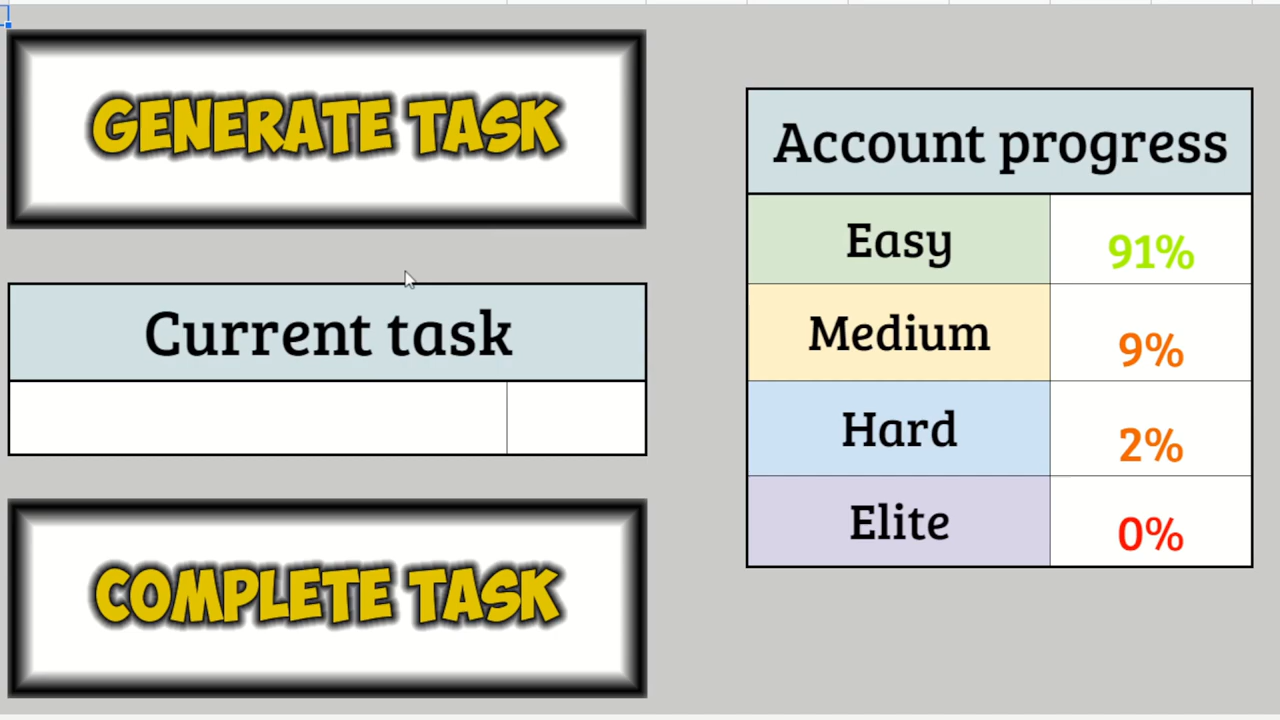 GENERATE TASK
Current task
COMPLETE TASK
Account progress
Easy 91%
Medium 9%
Hard 2%
Elite 0%